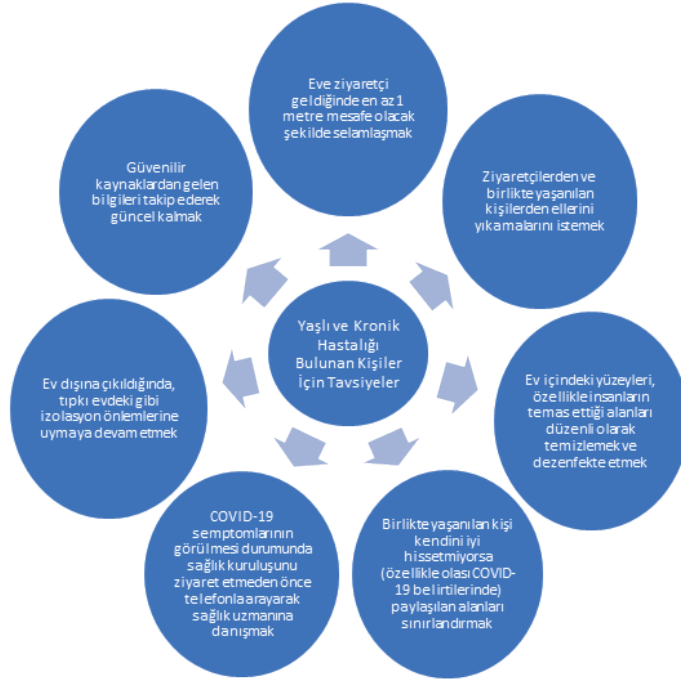 Eve ziyaretçi
geldiğinde en az 1
metre mesafe olacak
şekilde selamlaşmak
Ziyaretçilerden ve
birlikte yaşanılan
kişilerden ellerini
yıkamalarını istemek
Ev içindeki yüzeyleri,
özellikle insanların
temas ettiği alanları
düzenli olarak
temizlemek ve
dezenfekte etmek
Birlikte yaşanılan kişi
kendini iyi
hissetmiyorsa
(özellikle olası COVID-
19 belirtilerinde)
paylaşılan alanları
sınırlandırmak
COVID-19
semptomlarının
görülmesi durumunda
sağlık kuruluşunu
ziyaret etmeden önce
telefonla arayarak
sağlık uzmanına
danışmak
Ev dışına çıkıldığında,
tıpkı evdeki gibi
izolasyon önlemlerine
uymaya devam etmek
Güvenilir
kaynaklardan gelen
bilgileri takip ederek
güncel kalmak
Yaşlı ve Kronik
Hastalığı
Bulunan Kişiler
İçin Tavsiyeler